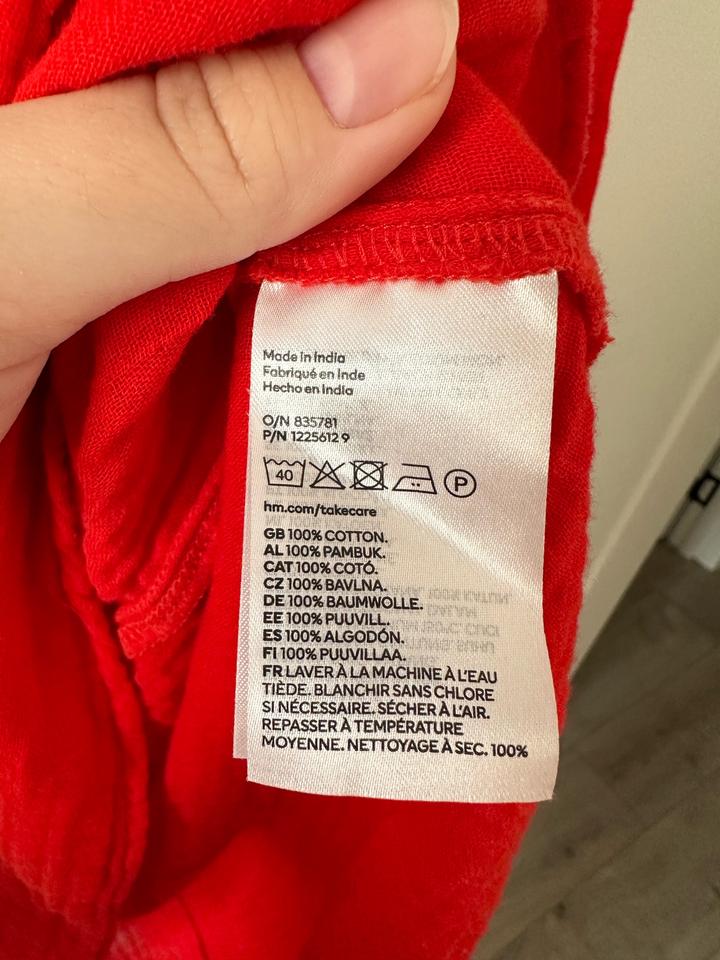 Made in India
Fabriqué en Inde
Hecho en India
O/N 835781
P/N 1225612 9
40 P
hm.com/takecare
GB 100% COTTON.
AL 100% PAMBUK.
CAT 100% COTÓ.
CZ 100% BAVLNA.
DE 100% BAUMWOLLE.
EE 100% PUUVILL.
ES 100% ALGODÓN.
FI 100% PUUVILLAA.
FR LAVER À LA MACHINE À L'EAU
TIÈDE. BLANCHIR SANS CHLORE
SI NÉCESSAIRE. SÉCHER À L'AIR.
REPASSER À TEMPÉRATURE
MOYENNE. NETTOYAGE À SEC. 100%